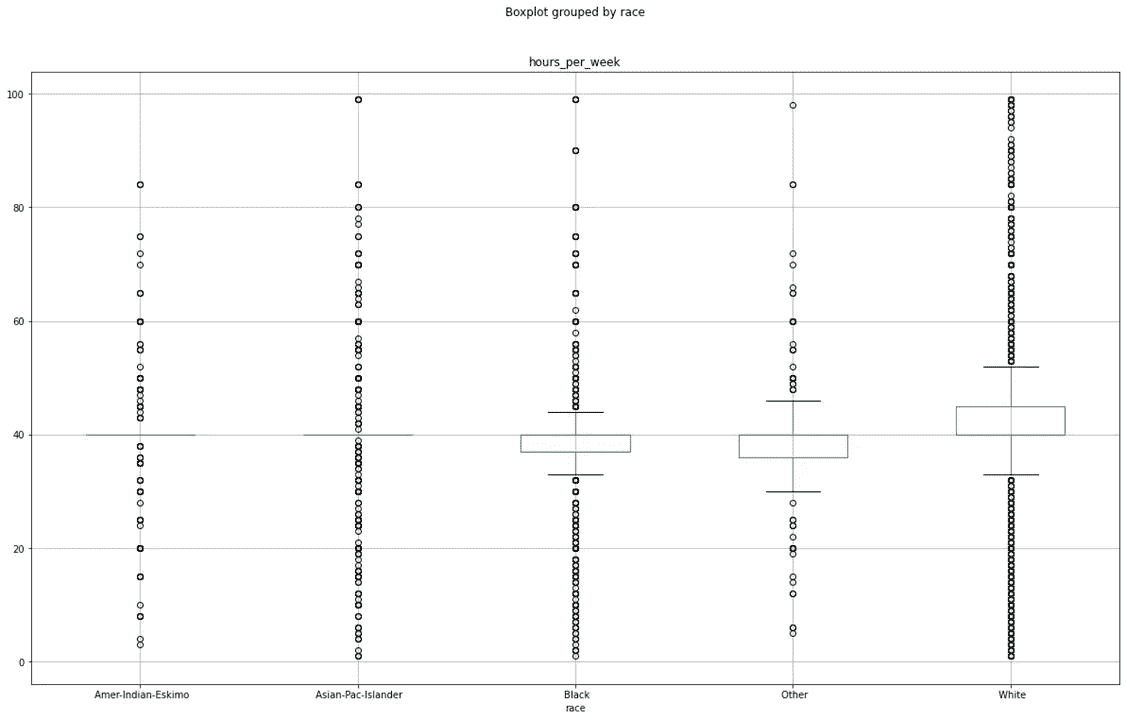 Boxplot grouped by race
hours_per_week
100
80
60
40
20
0
Amer-Indian-Eskimo Asian-Pac-Islander Black Other White
race